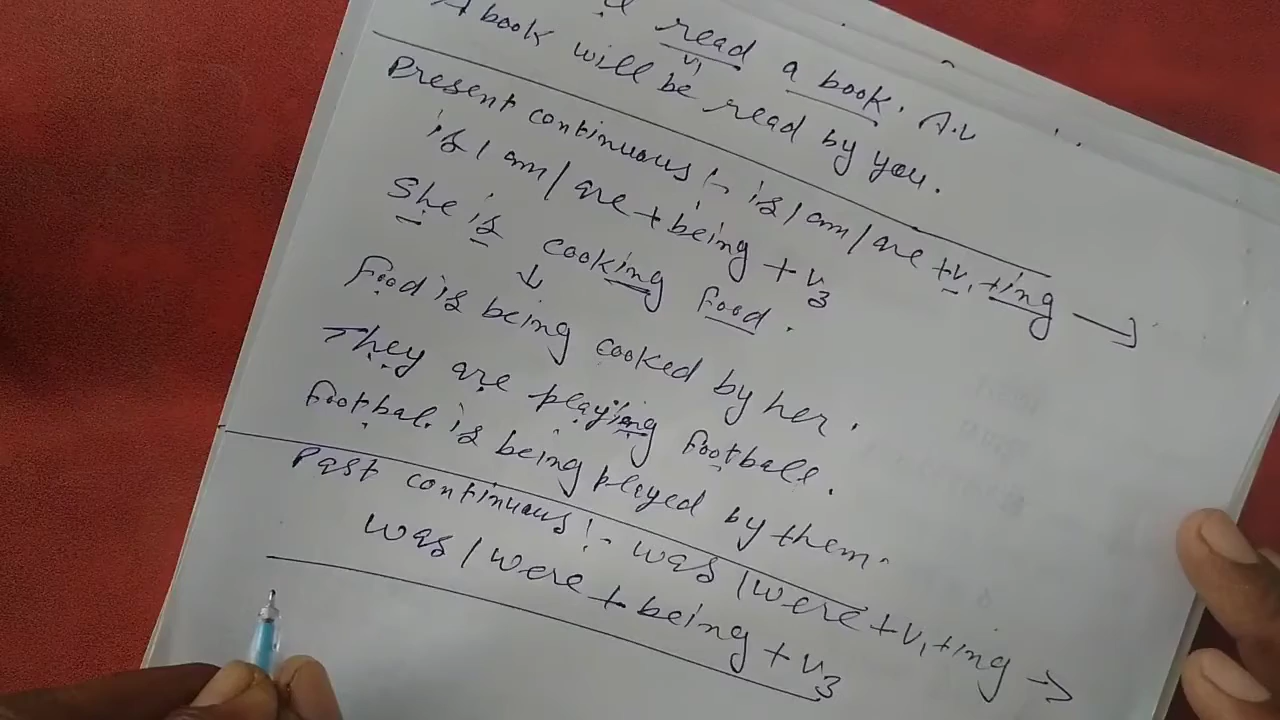 read a book. A.V
V1
A book will be read by you.
Present continuous :- is / am / are + V1 + ing →
is / am / are + being + V3
She is cooking food.
↓
Food is being cooked by her.
They are playing football.
Footbal. is being played by them.
Past continuous :- was / were + V1 + ing →
was / were + being + V3